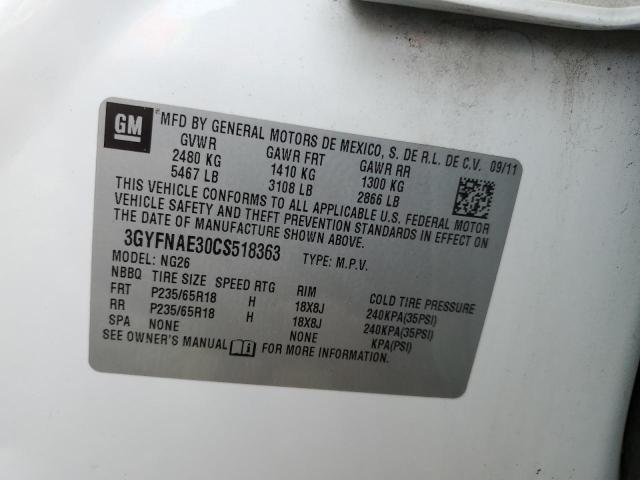 GM
® MFD BY GENERAL MOTORS DE MEXICO, S. DE R.L. DE C.V. 09/11
GVWR GAWR FRT GAWR RR
2480 KG 1410 KG 1300 KG
5467 LB 3108 LB 2866 LB
THIS VEHICLE CONFORMS TO ALL APPLICABLE U.S. FEDERAL MOTOR
VEHICLE SAFETY AND THEFT PREVENTION STANDARDS IN EFFECT ON
THE DATE OF MANUFACTURE SHOWN ABOVE.
3GYFNAE30CS518363 TYPE: M.P.V.
MODEL: NG26
NBBQ TIRE SIZE SPEED RTG RIM COLD TIRE PRESSURE
FRT P235/65R18 H 18X8J 240KPA(35PSI)
RR P235/65R18 H 18X8J 240KPA(35PSI)
SPA NONE NONE KPA(PSI)
SEE OWNER'S MANUAL FOR MORE INFORMATION.